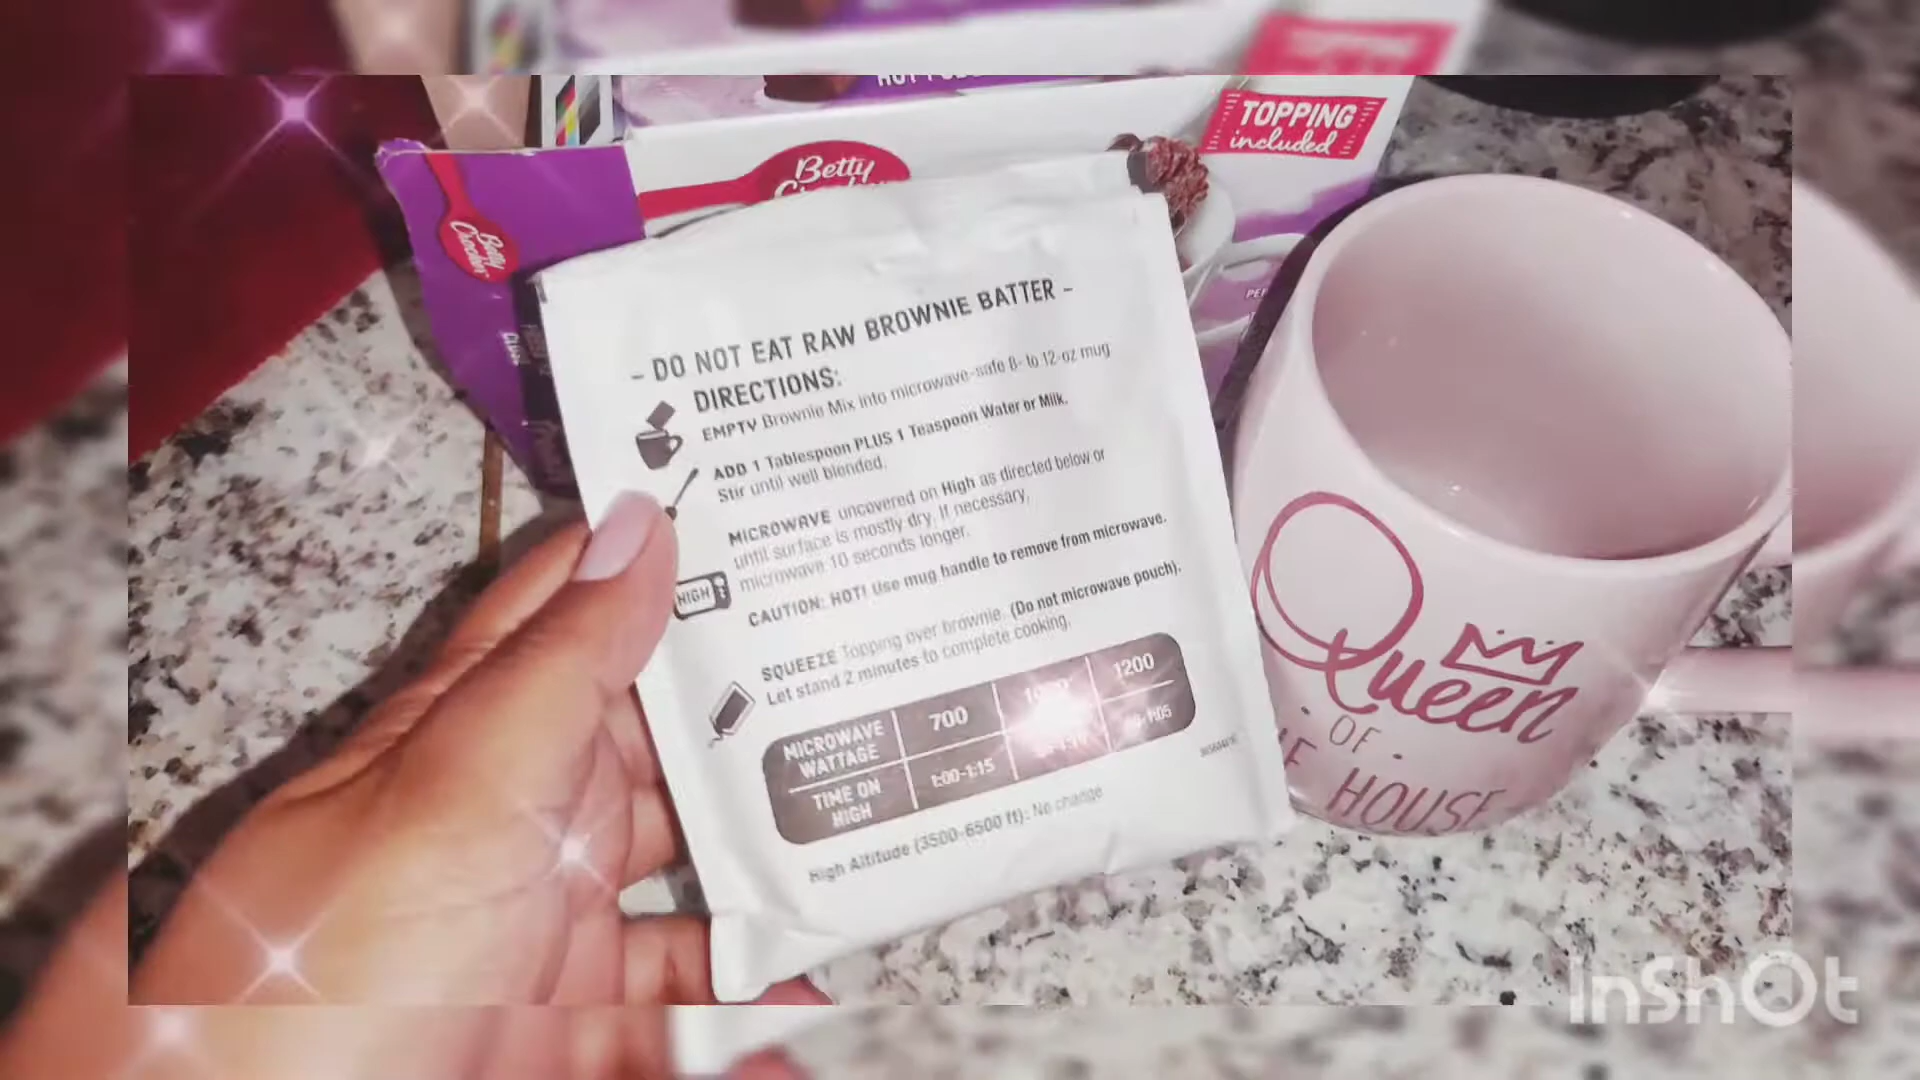 HOT FUDGE
TOPPING
included
Betty
Crocker
Betty
Crocker
- DO NOT EAT RAW BROWNIE BATTER -
DIRECTIONS:
EMPTY Brownie Mix into microwave-safe 8- to 12-oz mug
ADD 1 Tablespoon PLUS 1 Teaspoon Water or Milk.
Stir until well blended.
MICROWAVE uncovered on High as directed below or
until surface is mostly dry. If necessary,
microwave 10 seconds longer.
HIGH
CAUTION: HOT! Use mug handle to remove from microwave.
SQUEEZE Topping over brownie. (Do not microwave pouch).
Let stand 2 minutes to complete cooking.
MICROWAVE WATTAGE 700 1200
TIME ON HIGH 1:00-1:15
High Altitude (3500-6500 ft): No change
Queen
OF
HOUSE
InShOt